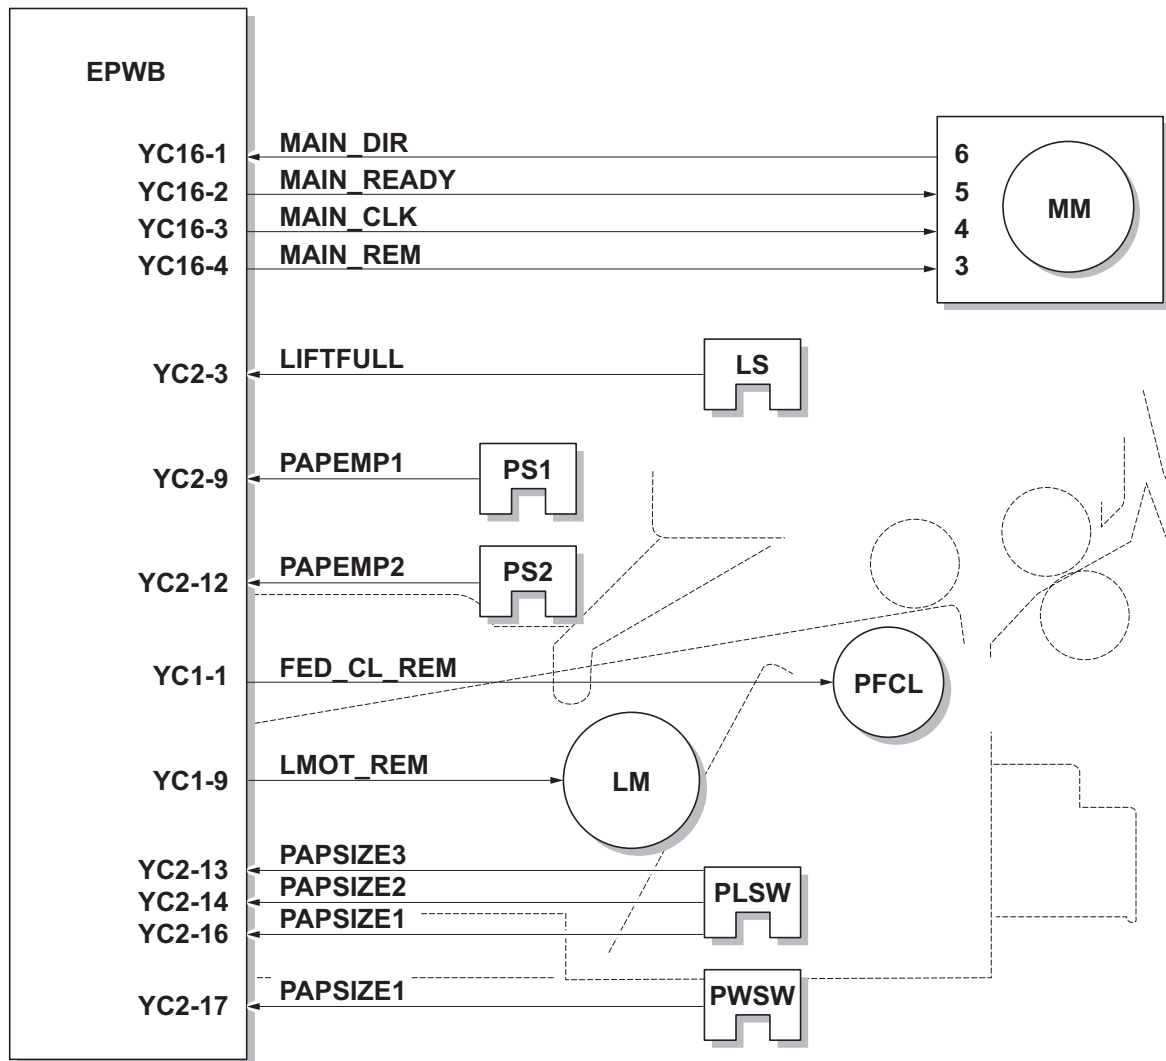 EPWB
YC16-1 MAIN_DIR 6
YC16-2 MAIN_READY 5
MM
YC16-3 MAIN_CLK 4
YC16-4 MAIN_REM 3
YC2-3 LIFTFULL LS
YC2-9 PAPEMP1 PS1
YC2-12 PAPEMP2 PS2
YC1-1 FED_CL_REM PFCL
YC1-9 LMOT_REM LM
YC2-13 PAPSIZE3
YC2-14 PAPSIZE2 PLSW
YC2-16 PAPSIZE1
YC2-17 PAPSIZE1 PWSW